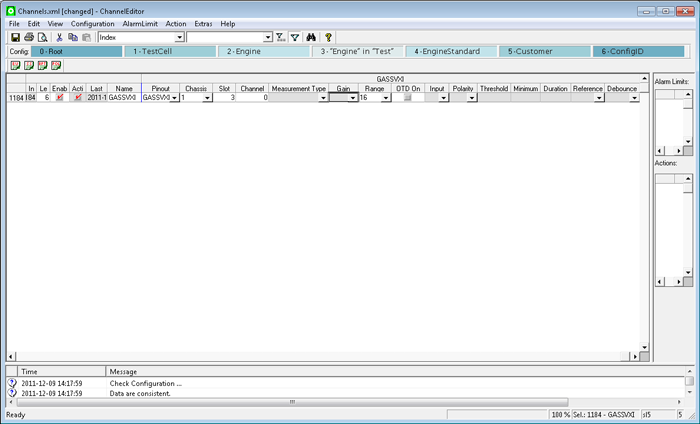 Channels.xml [changed] - ChannelEditor
File Edit View Configuration AlarmLimit Action Extras Help
Index
Config: 0 - Root 1 - TestCell 2 - Engine 3 - "Engine" in "Test" 4 - EngineStandard 5 - Customer 6 - ConfigID
GASSVXI
Alarm Limits:
In Le Enab Acti Last Name Pinout Chassis Slot Channel Measurement Type Gain Range OTD On Input Polarity Threshold Minimum Duration Reference Debounce
1184 84 6 2011-1 GASSVXI GASSVXI 1 3 0 16
Actions:
Time Message
2011-12-09 14:17:59 Check Configuration ...
2011-12-09 14:17:59 Data are consistent.
Ready 100 % Sel.: 1184 - GASSVXI sl5 5